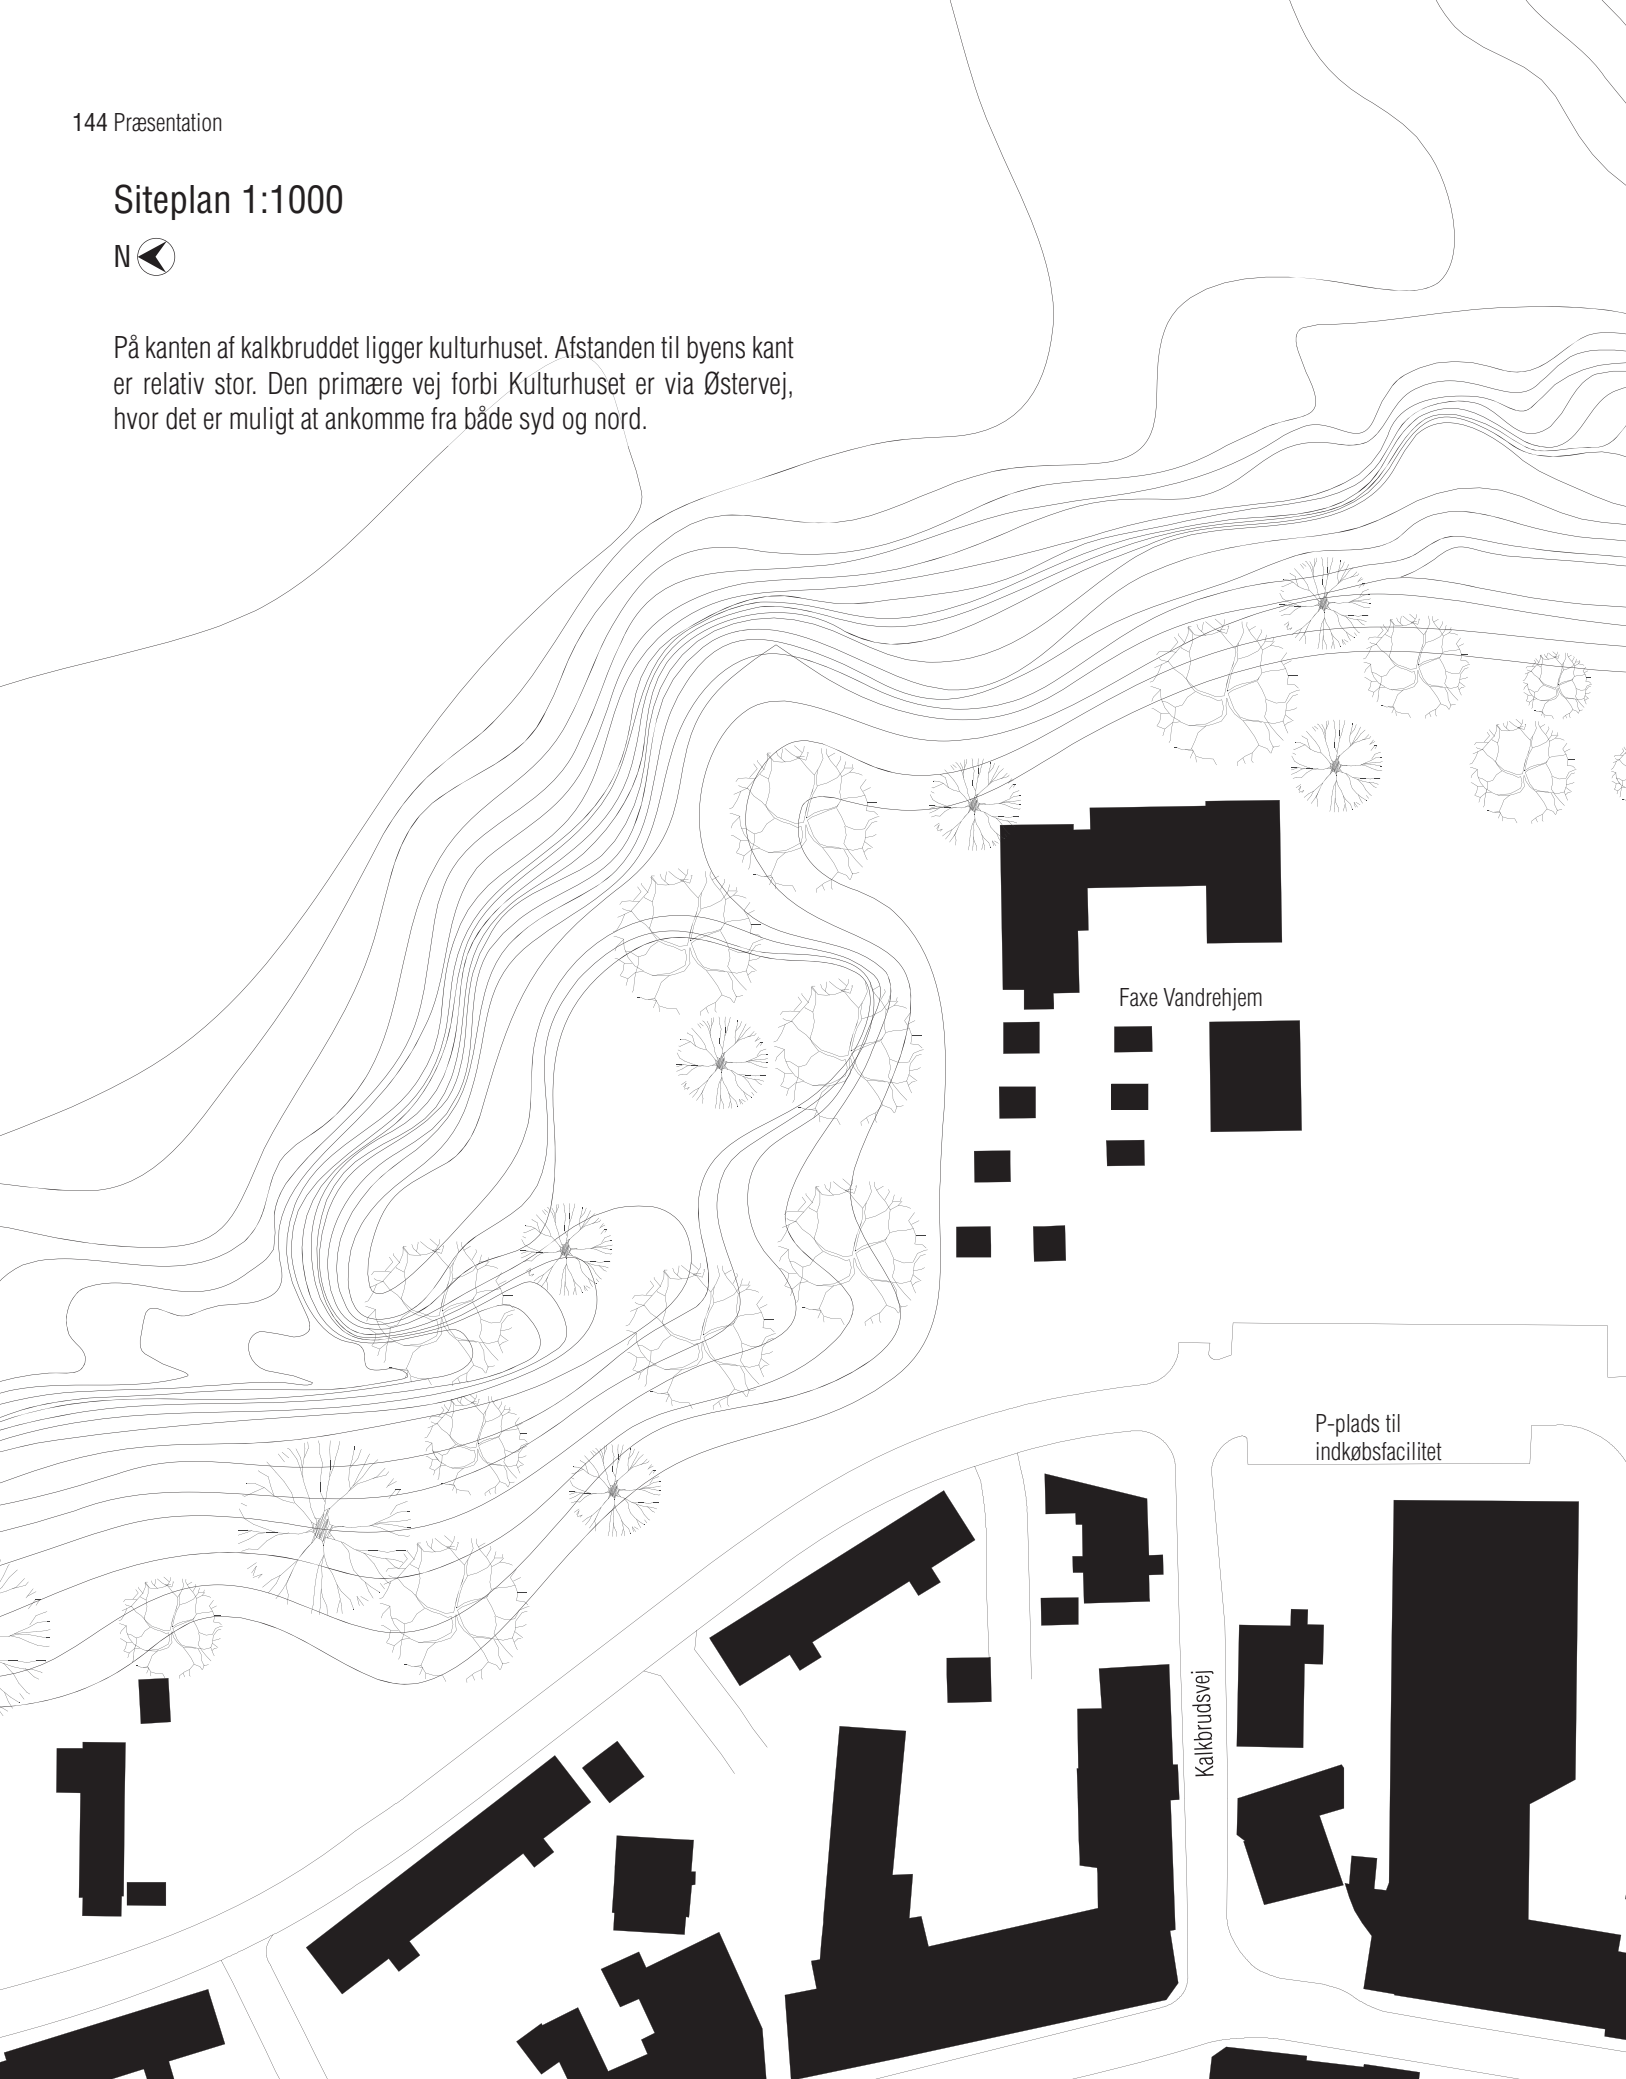 144 Præsentation
Siteplan 1:1000
N
På kanten af kalkbruddet ligger kulturhuset. Afstanden til byens kant
er relativ stor. Den primære vej forbi Kulturhuset er via Østervej,
hvor det er muligt at ankomme fra både syd og nord.
Faxe Vandrehjem
P-plads til
indkøbsfacilitet
Kalkbrudsvej